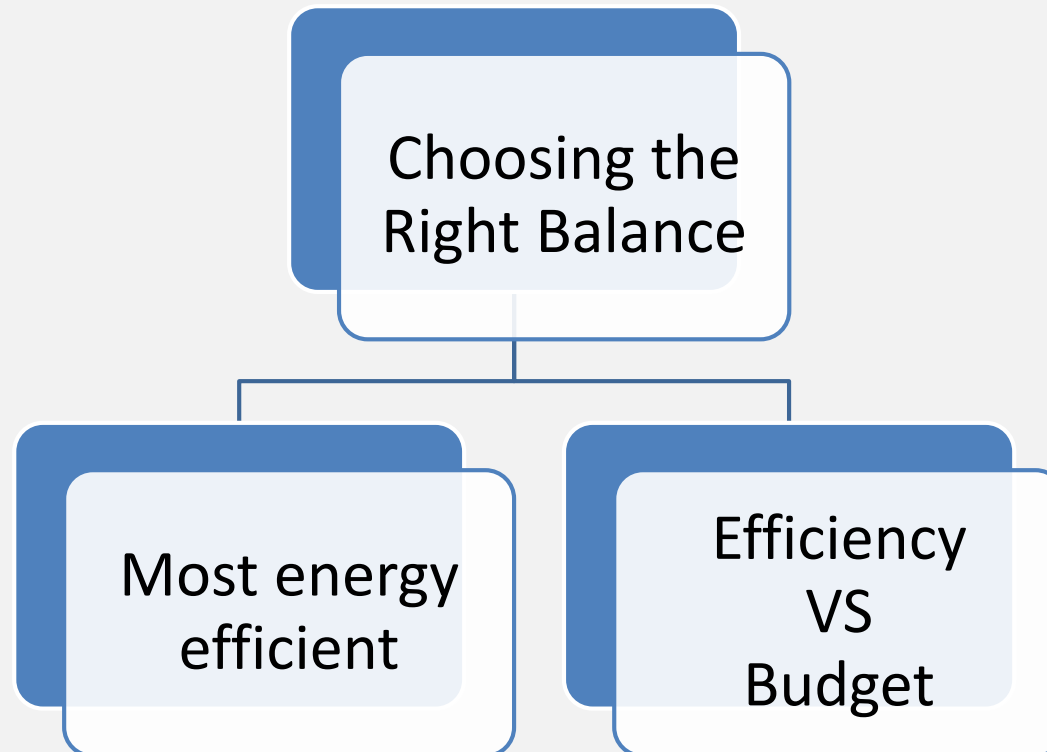 Choosing the
Right Balance
Most energy
efficient
Efficiency
VS
Budget